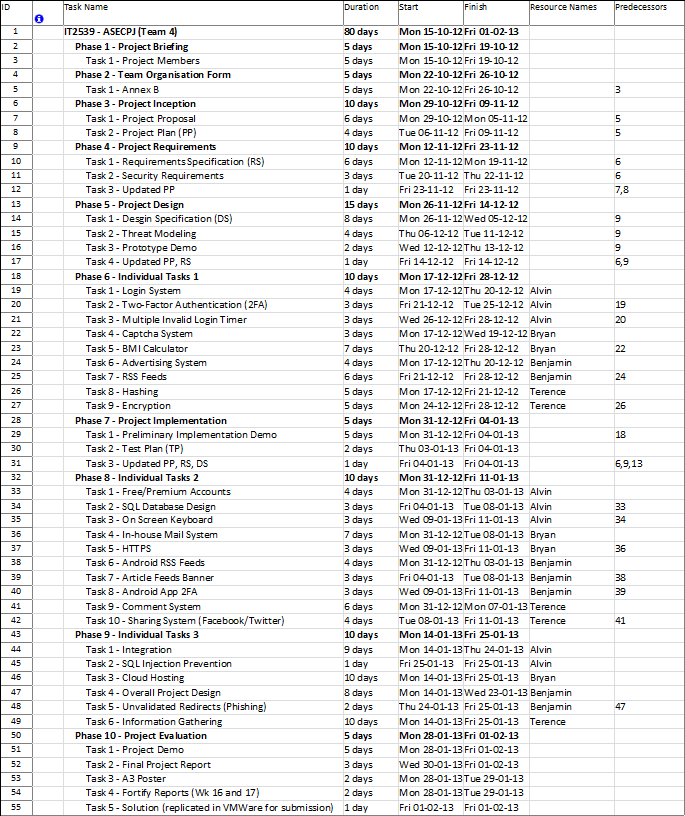 ID Task Name Duration Start Finish Resource Names Predecessors
1 IT2539 - ASECPJ (Team 4) 80 days Mon 15-10-12 Fri 01-02-13
2 Phase 1 - Project Briefing 5 days Mon 15-10-12 Fri 19-10-12
3 Task 1 - Project Members 5 days Mon 15-10-12 Fri 19-10-12
4 Phase 2 - Team Organisation Form 5 days Mon 22-10-12 Fri 26-10-12
5 Task 1 - Annex B 5 days Mon 22-10-12 Fri 26-10-12 3
6 Phase 3 - Project Inception 10 days Mon 29-10-12 Fri 09-11-12
7 Task 1 - Project Proposal 6 days Mon 29-10-12 Mon 05-11-12 5
8 Task 2 - Project Plan (PP) 4 days Tue 06-11-12 Fri 09-11-12 5
9 Phase 4 - Project Requirements 10 days Mon 12-11-12 Fri 23-11-12
10 Task 1 - Requirements Specification (RS) 6 days Mon 12-11-12 Mon 19-11-12 6
11 Task 2 - Security Requirements 3 days Tue 20-11-12 Thu 22-11-12 6
12 Task 3 - Updated PP 1 day Fri 23-11-12 Fri 23-11-12 7,8
13 Phase 5 - Project Design 15 days Mon 26-11-12 Fri 14-12-12
14 Task 1 - Desgin Specification (DS) 8 days Mon 26-11-12 Wed 05-12-12 9
15 Task 2 - Threat Modeling 4 days Thu 06-12-12 Tue 11-12-12 9
16 Task 3 - Prototype Demo 2 days Wed 12-12-12 Thu 13-12-12 9
17 Task 4 - Updated PP, RS 1 day Fri 14-12-12 Fri 14-12-12 6,9
18 Phase 6 - Individual Tasks 1 10 days Mon 17-12-12 Fri 28-12-12
19 Task 1 - Login System 4 days Mon 17-12-12 Thu 20-12-12 Alvin
20 Task 2 - Two-Factor Authentication (2FA) 3 days Fri 21-12-12 Tue 25-12-12 Alvin 19
21 Task 3 - Multiple Invalid Login Timer 3 days Wed 26-12-12 Fri 28-12-12 Alvin 20
22 Task 4 - Captcha System 3 days Mon 17-12-12 Wed 19-12-12 Bryan
23 Task 5 - BMI Calculator 7 days Thu 20-12-12 Fri 28-12-12 Bryan 22
24 Task 6 - Advertising System 4 days Mon 17-12-12 Thu 20-12-12 Benjamin
25 Task 7 - RSS Feeds 6 days Fri 21-12-12 Fri 28-12-12 Benjamin 24
26 Task 8 - Hashing 5 days Mon 17-12-12 Fri 21-12-12 Terence
27 Task 9 - Encryption 5 days Mon 24-12-12 Fri 28-12-12 Terence 26
28 Phase 7 - Project Implementation 5 days Mon 31-12-12 Fri 04-01-13
29 Task 1 - Preliminary Implementation Demo 5 days Mon 31-12-12 Fri 04-01-13 18
30 Task 2 - Test Plan (TP) 2 days Thu 03-01-13 Fri 04-01-13
31 Task 3 - Updated PP, RS, DS 1 day Fri 04-01-13 Fri 04-01-13 6,9,13
32 Phase 8 - Individual Tasks 2 10 days Mon 31-12-12 Fri 11-01-13
33 Task 1 - Free/Premium Accounts 4 days Mon 31-12-12 Thu 03-01-13 Alvin
34 Task 2 - SQL Database Design 3 days Fri 04-01-13 Tue 08-01-13 Alvin 33
35 Task 3 - On Screen Keyboard 3 days Wed 09-01-13 Fri 11-01-13 Alvin 34
36 Task 4 - In-house Mail System 7 days Mon 31-12-12 Tue 08-01-13 Bryan
37 Task 5 - HTTPS 3 days Wed 09-01-13 Fri 11-01-13 Bryan 36
38 Task 6 - Android RSS Feeds 4 days Mon 31-12-12 Thu 03-01-13 Benjamin
39 Task 7 - Article Feeds Banner 3 days Fri 04-01-13 Tue 08-01-13 Benjamin 38
40 Task 8 - Android App 2FA 3 days Wed 09-01-13 Fri 11-01-13 Benjamin 39
41 Task 9 - Comment System 6 days Mon 31-12-12 Mon 07-01-13 Terence
42 Task 10 - Sharing System (Facebook/Twitter) 4 days Tue 08-01-13 Fri 11-01-13 Terence 41
43 Phase 9 - Individual Tasks 3 10 days Mon 14-01-13 Fri 25-01-13
44 Task 1 - Integration 9 days Mon 14-01-13 Thu 24-01-13 Alvin
45 Task 2 - SQL Injection Prevention 1 day Fri 25-01-13 Fri 25-01-13 Alvin
46 Task 3 - Cloud Hosting 10 days Mon 14-01-13 Fri 25-01-13 Bryan
47 Task 4 - Overall Project Design 8 days Mon 14-01-13 Wed 23-01-13 Benjamin
48 Task 5 - Unvalidated Redirects (Phishing) 2 days Thu 24-01-13 Fri 25-01-13 Benjamin 47
49 Task 6 - Information Gathering 10 days Mon 14-01-13 Fri 25-01-13 Terence
50 Phase 10 - Project Evaluation 5 days Mon 28-01-13 Fri 01-02-13
51 Task 1 - Project Demo 5 days Mon 28-01-13 Fri 01-02-13
52 Task 2 - Final Project Report 3 days Wed 30-01-13 Fri 01-02-13
53 Task 3 - A3 Poster 2 days Mon 28-01-13 Tue 29-01-13
54 Task 4 - Fortify Reports (Wk 16 and 17) 2 days Mon 28-01-13 Tue 29-01-13
55 Task 5 - Solution (replicated in VMWare for submission) 1 day Fri 01-02-13 Fri 01-02-13